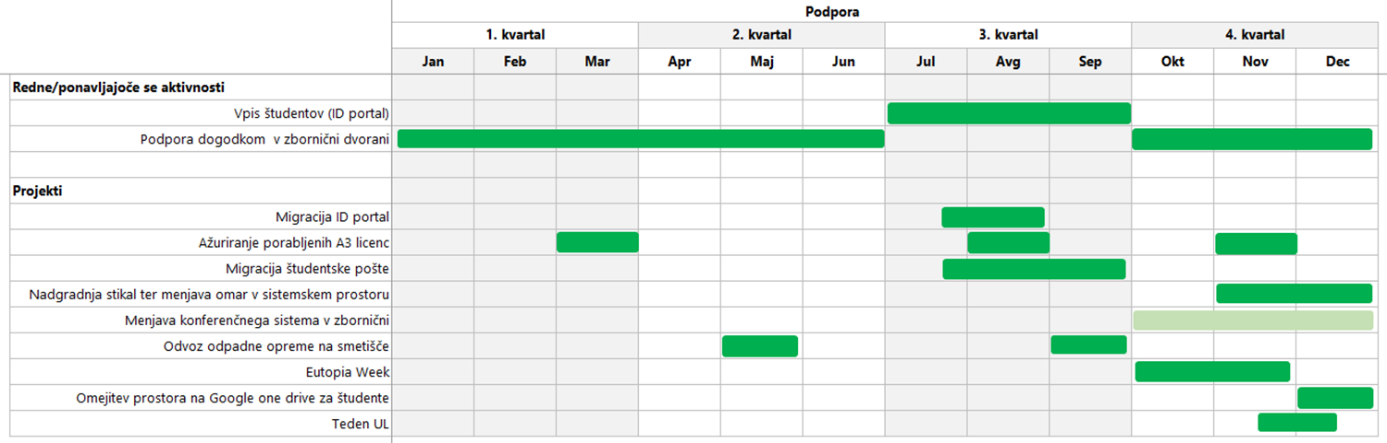 Podpora
1. kvartal 2. kvartal 3. kvartal 4. kvartal
Jan Feb Mar Apr Maj Jun Jul Avg Sep Okt Nov Dec
Redne/ponavljajoče se aktivnosti
Vpis študentov (ID portal)
Podpora dogodkom v zbornični dvorani
Projekti
Migracija ID portal
Ažuriranje porabljenih A3 licenc
Migracija študentske pošte
Nadgradnja stikal ter menjava omar v sistemskem prostoru
Menjava konferenčnega sistema v zbornični
Odvoz odpadne opreme na smetišče
Eutopia Week
Omejitev prostora na Google one drive za študente
Teden UL